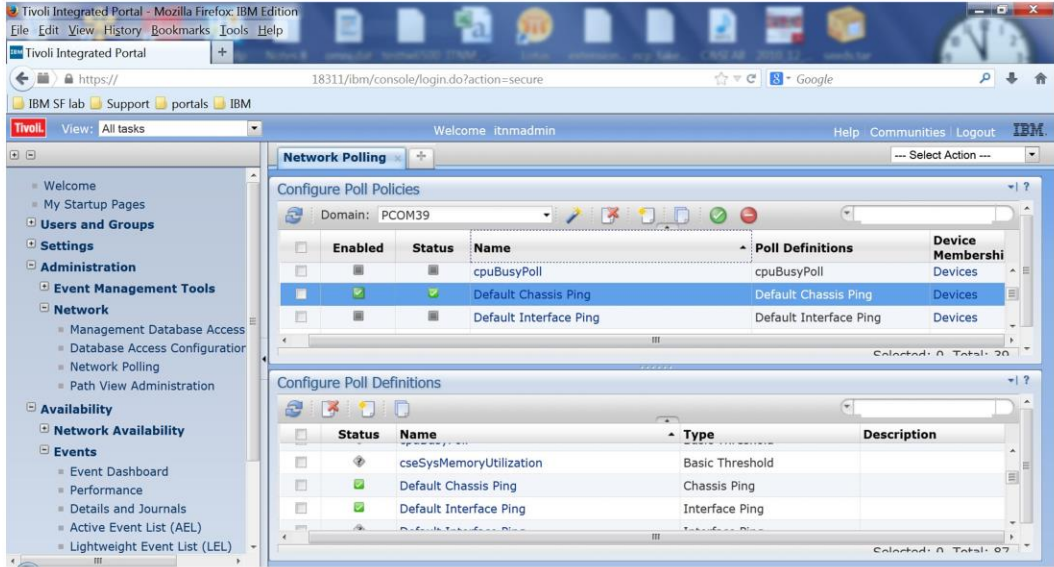 Tivoli Integrated Portal - Mozilla Firefox: IBM Edition
File Edit View History Bookmarks Tools Help
Tivoli Integrated Portal +
https:// 18311/ibm/console/login.do?action=secure Google
IBM SF lab Support portals IBM
Tivoli. View: All tasks Welcome itnmadmin Help Communities Logout IBM.
Network Polling --- Select Action ---
Welcome
My Startup Pages
Users and Groups
Settings
Administration
Event Management Tools
Network
Management Database Access
Database Access Configuration
Network Polling
Path View Administration
Availability
Network Availability
Events
Event Dashboard
Performance
Details and Journals
Active Event List (AEL)
Lightweight Event List (LEL)
Configure Poll Policies
Domain: PCOM39
Enabled Status Name Poll Definitions Device Membershi
cpuBusyPoll cpuBusyPoll Devices
Default Chassis Ping Default Chassis Ping Devices
Default Interface Ping Default Interface Ping Devices
Selected: 0 Total: 39
Configure Poll Definitions
Status Name Type Description
cseSysMemoryUtilization Basic Threshold
Default Chassis Ping Chassis Ping
Default Interface Ping Interface Ping
Default Interface Ping Interface Ping
Selected: 0 Total: 87